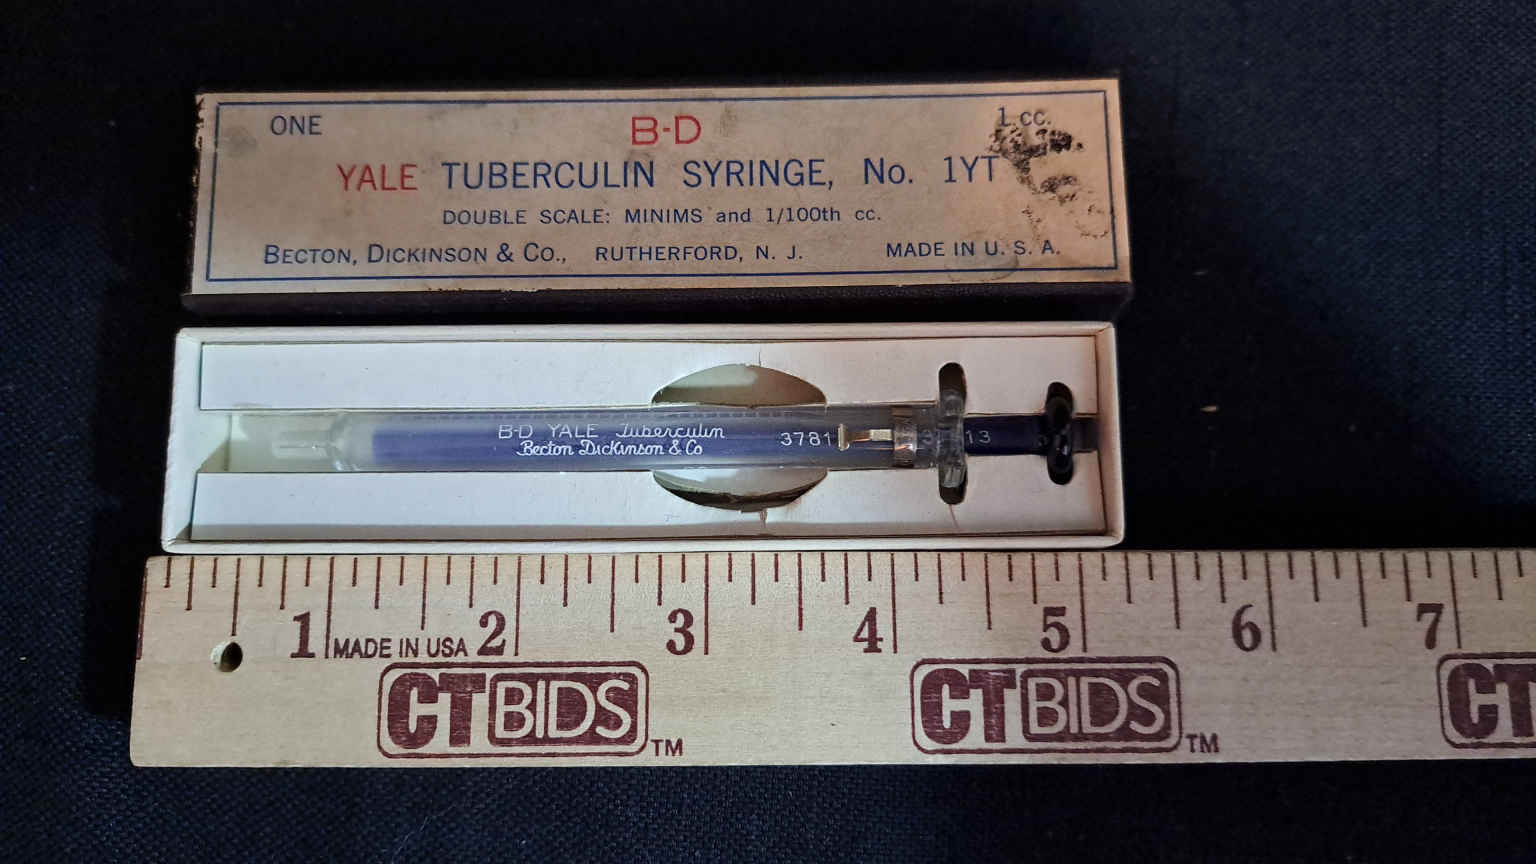 ONE
B-D
1 cc.
YALE TUBERCULIN SYRINGE, No. 1YT
DOUBLE SCALE: MINIMS and 1/100th cc.
BECTON, DICKINSON & CO., RUTHERFORD, N. J. MADE IN U. S. A.
B-D YALE Tuberculin
Becton Dickinson & Co
3781
13
1 2 3 4 5 6 7
MADE IN USA
CTBIDS TM
CTBIDS TM
CT